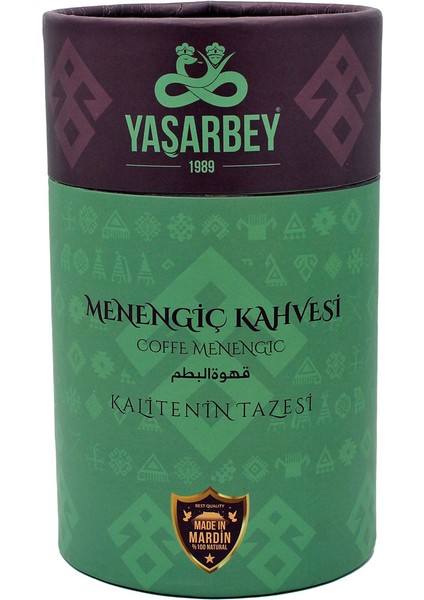 YAŞARBEY
®
1989
MENENGİÇ KAHVESİ
COFFE MENENGIC
قهوة البطم
KALİTENİN TAZESİ
BEST QUALITY
MADE IN
MARDİN
%100 NATURAL